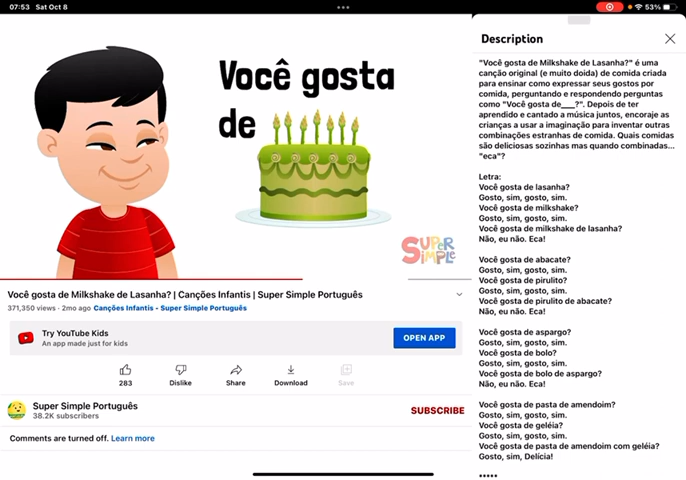 07:53 Sat Oct 8
53%
Você gosta
de
SUPER
SIMPLE
Você gosta de Milkshake de Lasanha? | Canções Infantis | Super Simple Português
371,350 views · 2mo ago Canções Infantis - Super Simple Português
Try YouTube Kids
An app made just for kids
OPEN APP
283 Dislike Share Download Save
Super Simple Português
38.2K subscribers
SUBSCRIBE
Comments are turned off. Learn more
Description
"Você gosta de Milkshake de Lasanha?" é uma
canção original (e muito doida) de comida criada
para ensinar como expressar seus gostos por
comida, perguntando e respondendo perguntas
como "Você gosta de___?". Depois de ter
aprendido e cantado a música juntos, encoraje as
crianças a usar a imaginação para inventar outras
combinações estranhas de comida. Quais comidas
são deliciosas sozinhas mas quando combinadas...
"eca"?
Letra:
Você gosta de lasanha?
Gosto, sim, gosto, sim.
Você gosta de milkshake?
Gosto, sim, gosto, sim.
Você gosta de milkshake de lasanha?
Não, eu não. Eca!
Você gosta de abacate?
Gosto, sim, gosto, sim.
Você gosta de pirulito?
Gosto, sim, gosto, sim.
Você gosta de pirulito de abacate?
Não, eu não. Eca!
Você gosta de aspargo?
Gosto, sim, gosto, sim.
Você gosta de bolo?
Gosto, sim, gosto, sim.
Você gosta de bolo de aspargo?
Não, eu não. Eca!
Você gosta de pasta de amendoim?
Gosto, sim, gosto, sim.
Você gosta de geléia?
Gosto, sim, gosto, sim.
Você gosta de pasta de amendoim com geléia?
Gosto, sim, Delícia!
*****